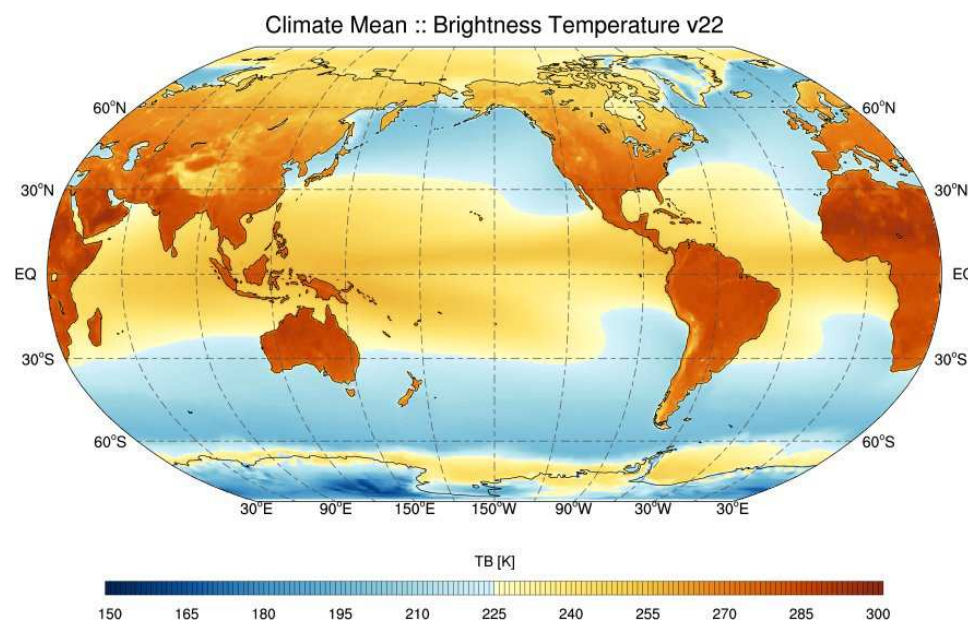 Climate Mean :: Brightness Temperature v22
60°N 60°N
30°N 30°N
EQ EQ
30°S 30°S
60°S 60°S
30°E 90°E 150°E 150°W 90°W 30°W 30°E
TB [K]
150 165 180 195 210 225 240 255 270 285 300